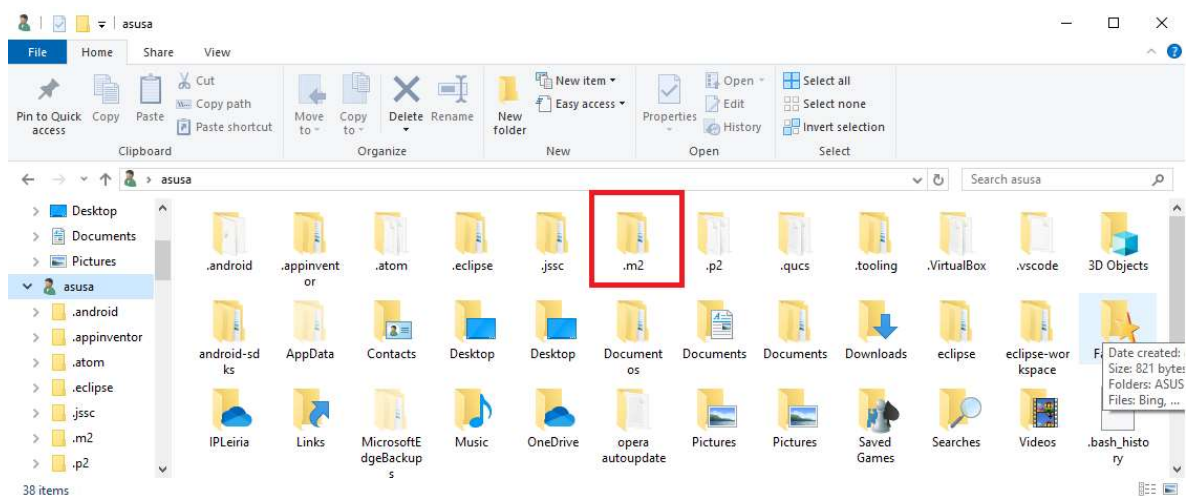 asusa
File Home Share View
Pin to Quick access
Copy
Paste
Cut
Copy path
Paste shortcut
Move to
Copy to
Delete
Rename
New folder
New item
Easy access
Properties
Open
Edit
History
Select all
Select none
Invert selection
Clipboard Organize New Open Select
asusa
Search asusa
Desktop
Documents
Pictures
asusa
.android
.appinventor
.atom
.eclipse
.jssc
.m2
.p2
.android
.appinvent
or
.atom
.eclipse
.jssc
.m2
.p2
.qucs
.tooling
.VirtualBox
.vscode
3D Objects
android-sd
ks
AppData
Contacts
Desktop
Desktop
Document
os
Documents
Documents
Downloads
eclipse
eclipse-wor
kspace
Date created:
Size: 821 bytes
Folders: ASUS
Files: Bing, ...
IPLeiria
Links
MicrosoftE
dgeBackup
s
Music
OneDrive
opera
autoupdate
Pictures
Pictures
Saved
Games
Searches
Videos
.bash_histo
ry
38 items